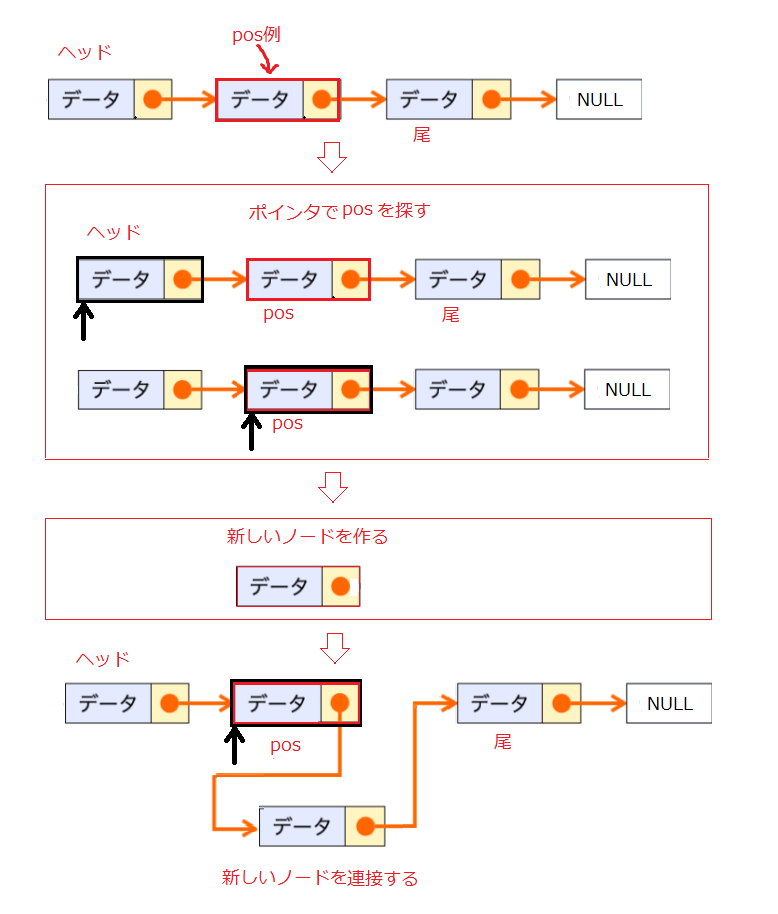 pos例
ヘッド
データ データ データ NULL
尾
ポインタで pos を探す
ヘッド
データ データ データ NULL
pos 尾
データ データ データ NULL
pos
新しいノードを作る
データ
ヘッド
データ データ データ NULL
pos 尾
データ
新しいノードを連接する